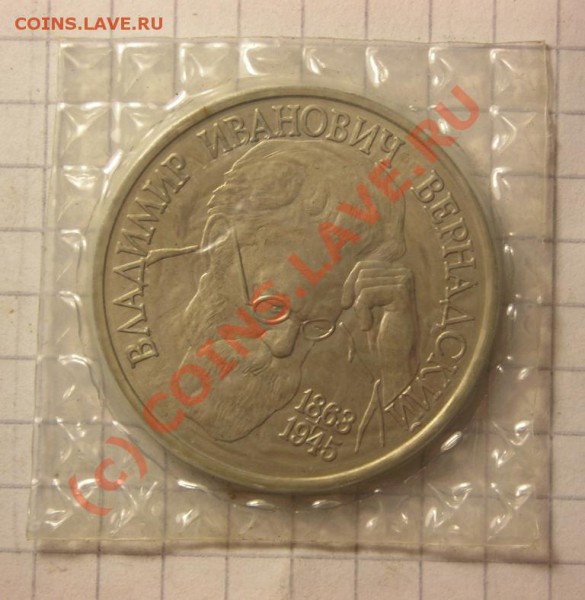 COINS.LAVE.RU
ВЛАДИМИР ИВАНОВИЧ ВЕРНАДСКИЙ
1863
1945
(c) COINS.LAVE.RU